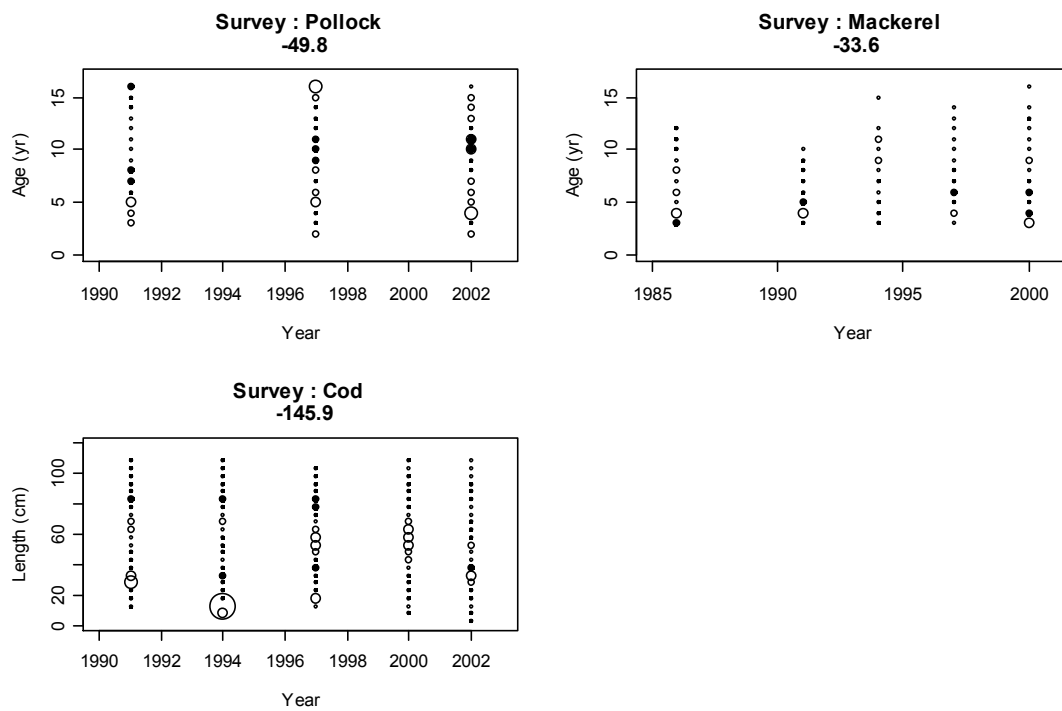 Survey : Pollock
-49.8
Age (yr)
15
10
5
0
1990 1992 1994 1996 1998 2000 2002
Year
Survey : Mackerel
-33.6
Age (yr)
15
10
5
0
1985 1990 1995 2000
Year
Survey : Cod
-145.9
Length (cm)
100
60
20
0
1990 1992 1994 1996 1998 2000 2002
Year